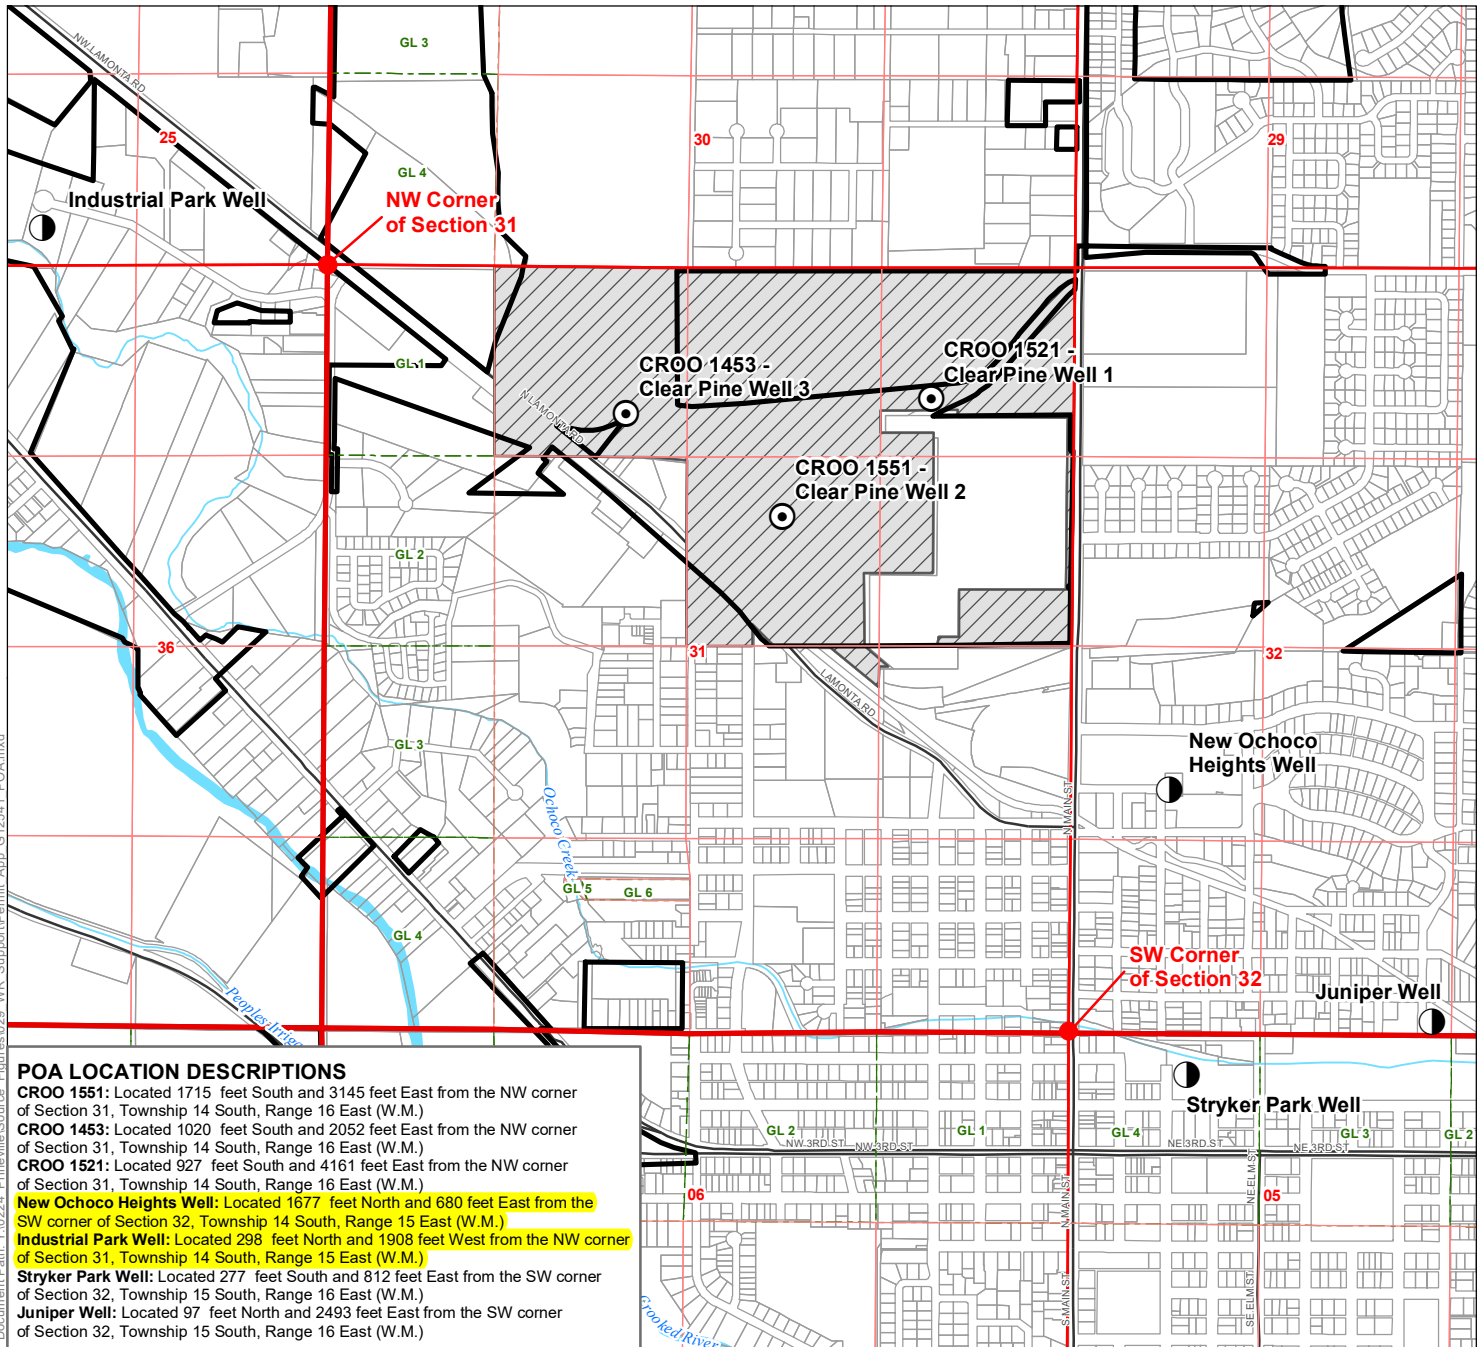 NW LAMONTA RD
GL 3
25
30
29
GL 4
Industrial Park Well
NW Corner
of Section 31
CROO 1453 -
Clear Pine Well 3
CROO 1521 -
Clear Pine Well 1
GL 1
N LAMONTA RD
CROO 1551 -
Clear Pine Well 2
GL 2
36
31
32
LAMONTA RD
GL 3
New Ochoco
Heights Well
N MAIN ST
Ochoco Creek
GL 5
GL 6
GL 4
SW Corner
of Section 32
Juniper Well
Peoples Irriga
Stryker Park Well
GL 2
NW 3RD ST
NW 3RD ST
GL 1
GL 4
NE 3RD ST
GL 3
NE 3RD ST
GL 2
06
05
N MAIN ST
NE ELM ST
S MAIN ST
SE ELM ST
Crooked River
POA LOCATION DESCRIPTIONS
CROO 1551: Located 1715 feet South and 3145 feet East from the NW corner
of Section 31, Township 14 South, Range 16 East (W.M.)
CROO 1453: Located 1020 feet South and 2052 feet East from the NW corner
of Section 31, Township 14 South, Range 16 East (W.M.)
CROO 1521: Located 927 feet South and 4161 feet East from the NW corner
of Section 31, Township 14 South, Range 16 East (W.M.)
New Ochoco Heights Well: Located 1677 feet North and 680 feet East from the
SW corner of Section 32, Township 14 South, Range 15 East (W.M.)
Industrial Park Well: Located 298 feet North and 1908 feet West from the NW corner
of Section 31, Township 14 South, Range 15 East (W.M.)
Stryker Park Well: Located 277 feet South and 812 feet East from the SW corner
of Section 32, Township 15 South, Range 16 East (W.M.)
Juniper Well: Located 97 feet North and 2493 feet East from the SW corner
of Section 32, Township 15 South, Range 16 East (W.M.)